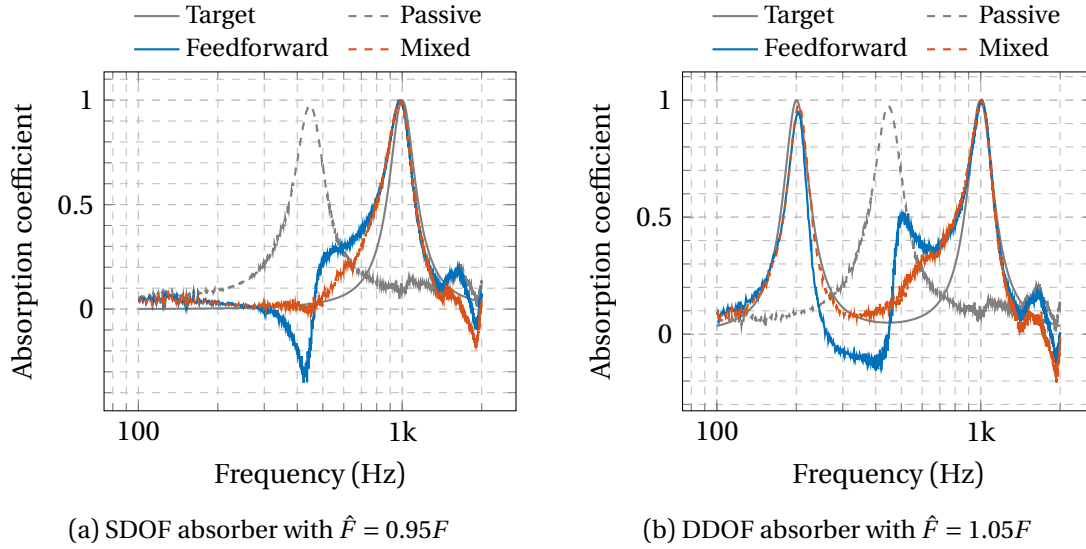 Target Passive
Feedforward Mixed
1
0.5
0
Absorption coefficient
100 1k
Frequency (Hz)
(a) SDOF absorber with F̂ = 0.95F
Target Passive
Feedforward Mixed
1
0.5
0
Absorption coefficient
100 1k
Frequency (Hz)
(b) DDOF absorber with F̂ = 1.05F